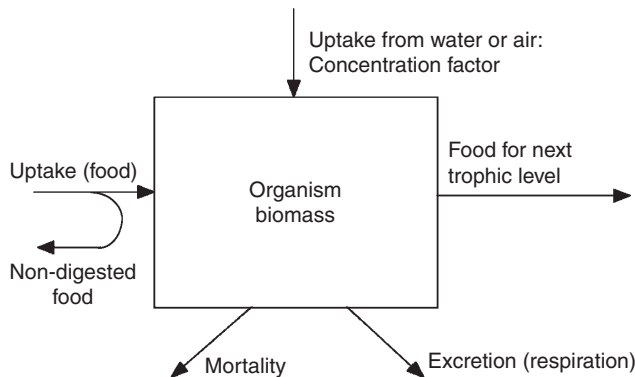 Uptake from water or air:
Concentration factor
Uptake (food)
Non-digested
food
Organism
biomass
Food for next
trophic level
Mortality
Excretion (respiration)